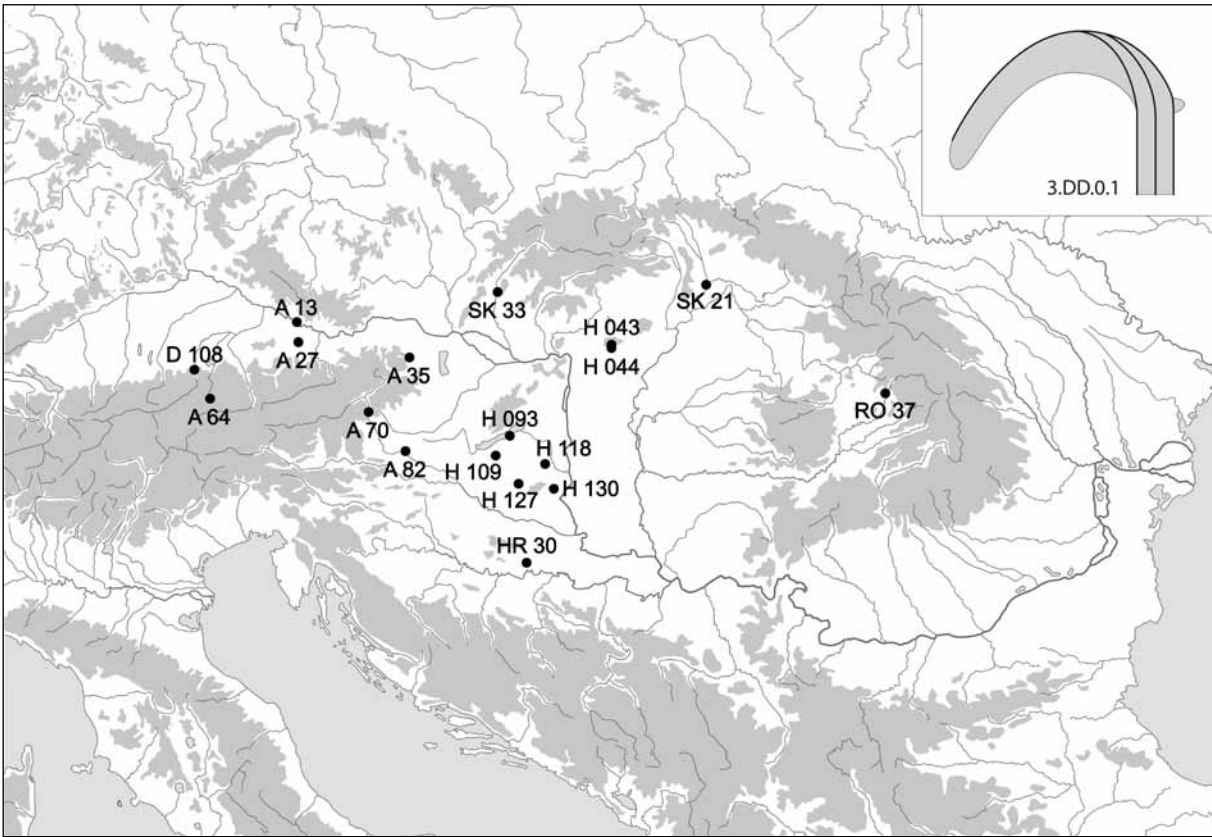 3.DD.0.1
A 13
SK 33
SK 21
H 043
H 044
A 27
D 108
A 35
A 64
RO 37
A 70
H 093
A 82
H 109
H 118
H 127
H 130
HR 30